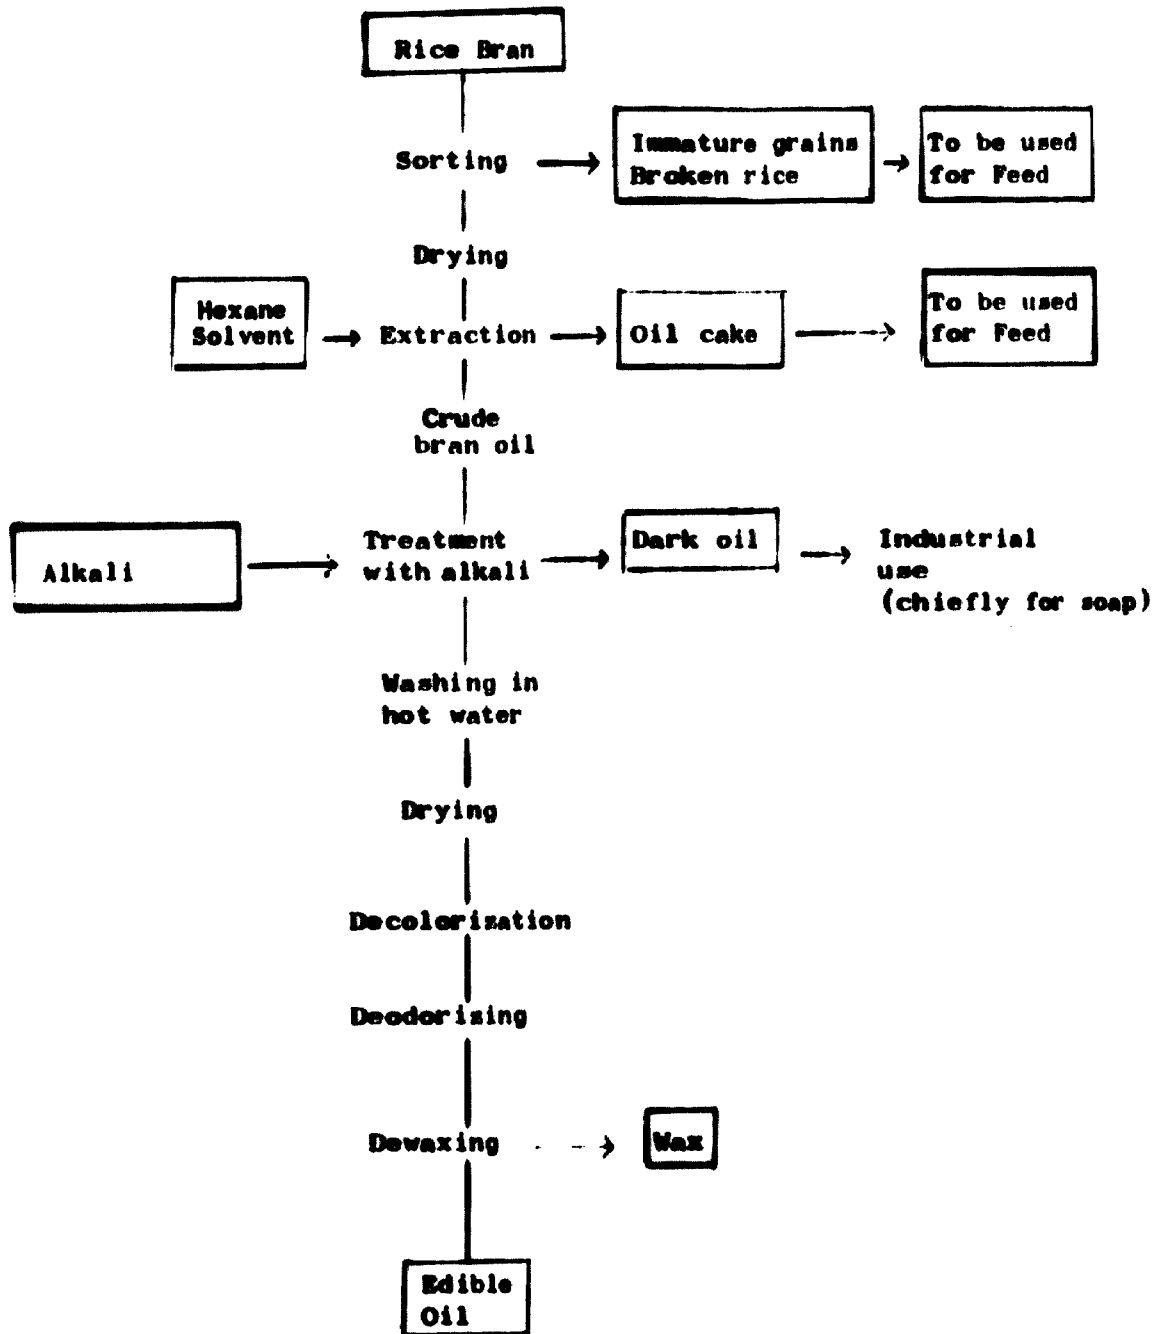 Rice Bran
Sorting
Immature grains
Broken rice
To be used
for Feed
Drying
Hexane
Solvent
Extraction
Oil cake
To be used
for Feed
Crude
bran oil
Alkali
Treatment
with alkali
Dark oil
Industrial
use
(chiefly for soap)
Washing in
hot water
Drying
Decolorization
Deodorizing
Dewaxing
Wax
Edible
Oil